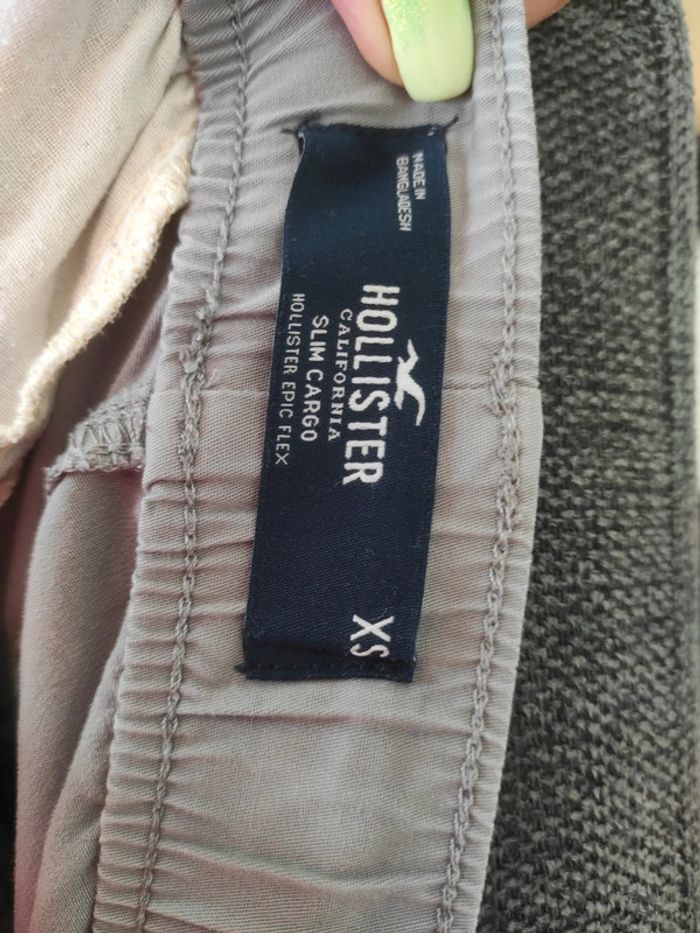 MADE IN
BANGLADESH
HOLLISTER
CALIFORNIA
SLIM CARGO
HOLLISTER EPIC FLEX
XS